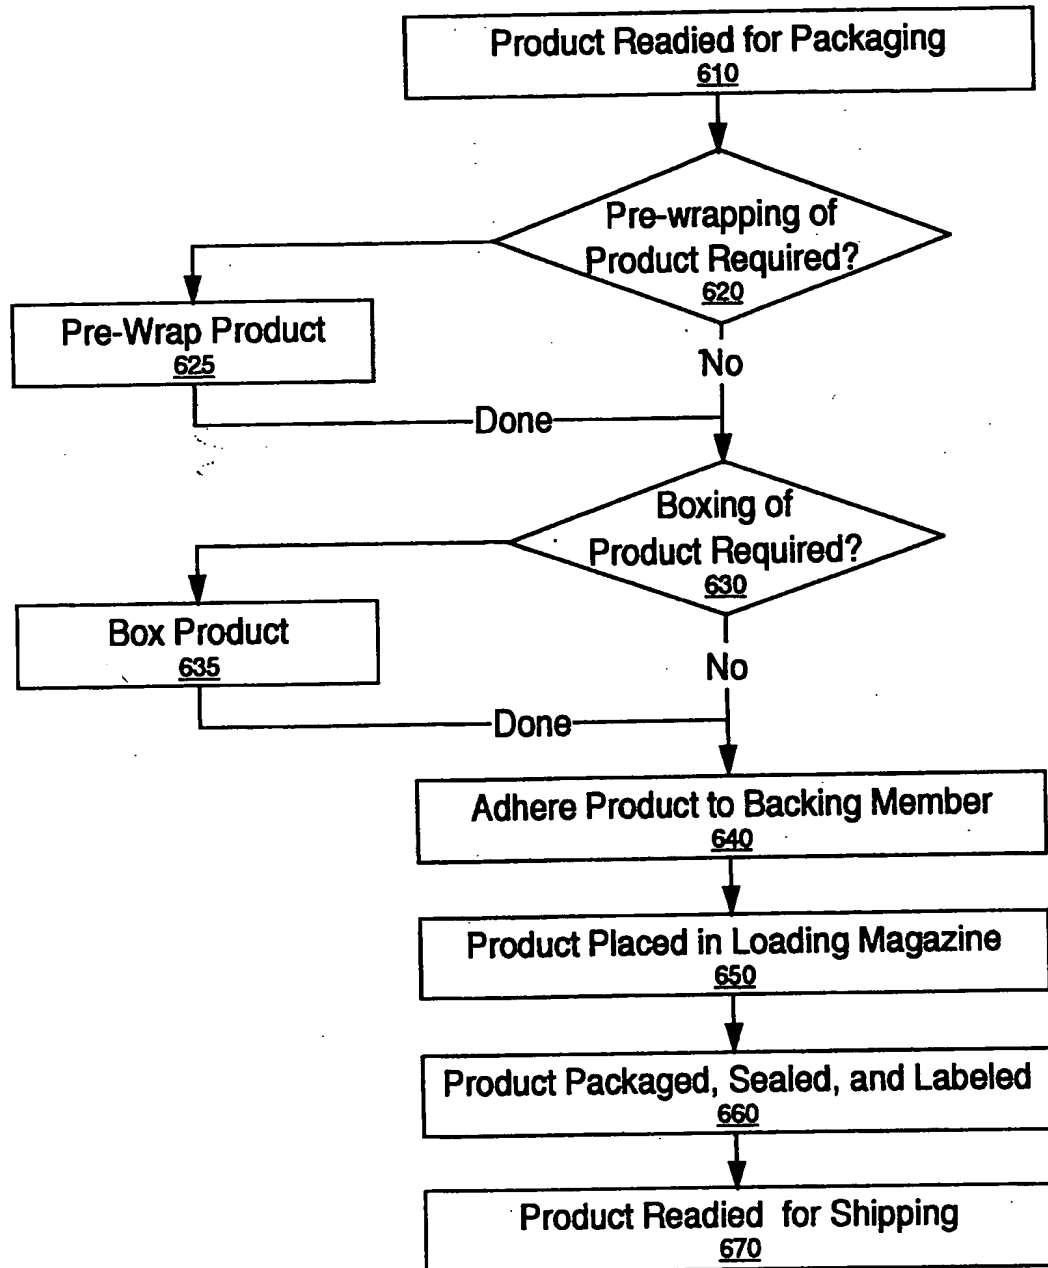 Product Readied for Packaging
610
Pre-wrapping of
Product Required?
620
Pre-Wrap Product
625
No
Done
Boxing of
Product Required?
630
Box Product
635
No
Done
Adhere Product to Backing Member
640
Product Placed in Loading Magazine
650
Product Packaged, Sealed, and Labeled
660
Product Readied for Shipping
670